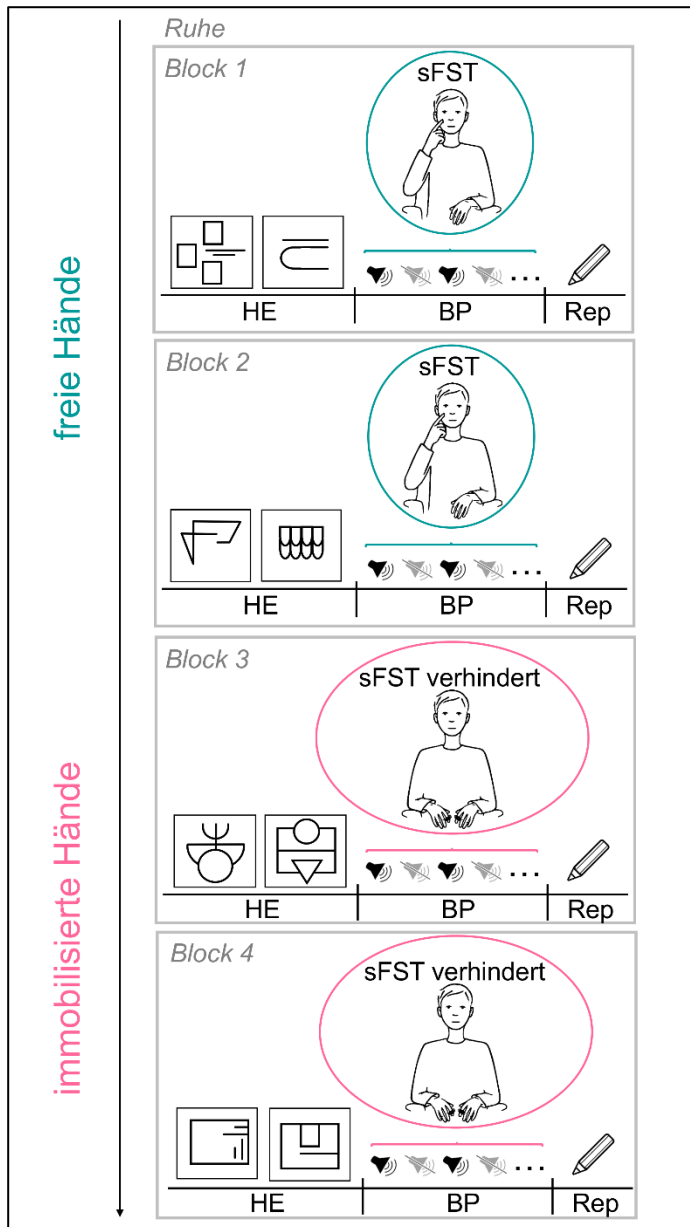 Ruhe
Block 1
sFST
...
HE
BP
Rep
Block 2
sFST
...
HE
BP
Rep
freie Hände
Block 3
sFST verhindert
...
HE
BP
Rep
Block 4
sFST verhindert
...
HE
BP
Rep
immobilisierte Hände